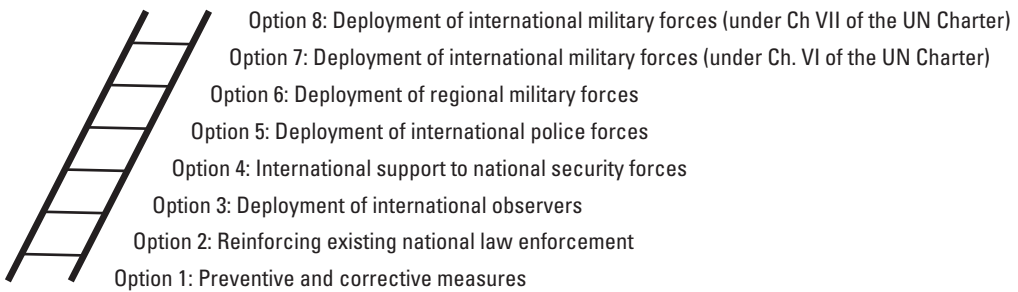 Option 8: Deployment of international military forces (under Ch VII of the UN Charter)
Option 7: Deployment of international military forces (under Ch. VI of the UN Charter)
Option 6: Deployment of regional military forces
Option 5: Deployment of international police forces
Option 4: International support to national security forces
Option 3: Deployment of international observers
Option 2: Reinforcing existing national law enforcement
Option 1: Preventive and corrective measures